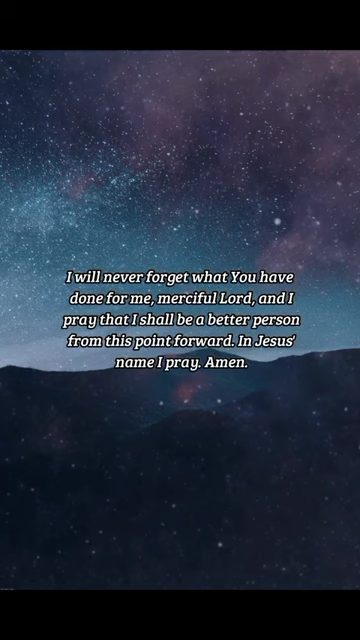 I will never forget what You have
done for me, merciful Lord, and I
pray that I shall be a better person
from this point forward. In Jesus'
name I pray. Amen.